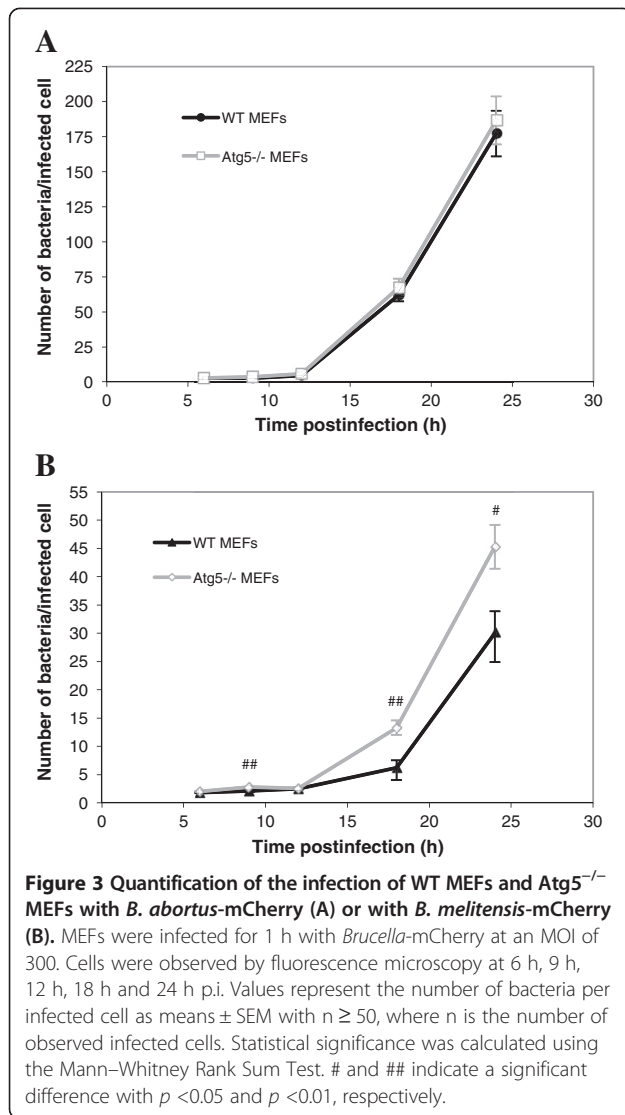 A
Number of bacteria/infected cell
225
200
175
150
125
100
75
50
25
0
WT MEFs
Atg5-/- MEFs
0 5 10 15 20 25 30
Time postinfection (h)
B
Number of bacteria/infected cell
55
50
45
40
35
30
25
20
15
10
5
0
WT MEFs
Atg5-/- MEFs
##
##
#
0 5 10 15 20 25 30
Time postinfection (h)
Figure 3 Quantification of the infection of WT MEFs and Atg5⁻/⁻
MEFs with B. abortus-mCherry (A) or with B. melitensis-mCherry
(B). MEFs were infected for 1 h with Brucella-mCherry at an MOI of
300. Cells were observed by fluorescence microscopy at 6 h, 9 h,
12 h, 18 h and 24 h p.i. Values represent the number of bacteria per
infected cell as means ± SEM with n ≥ 50, where n is the number of
observed infected cells. Statistical significance was calculated using
the Mann–Whitney Rank Sum Test. # and ## indicate a significant
difference with p <0.05 and p <0.01, respectively.